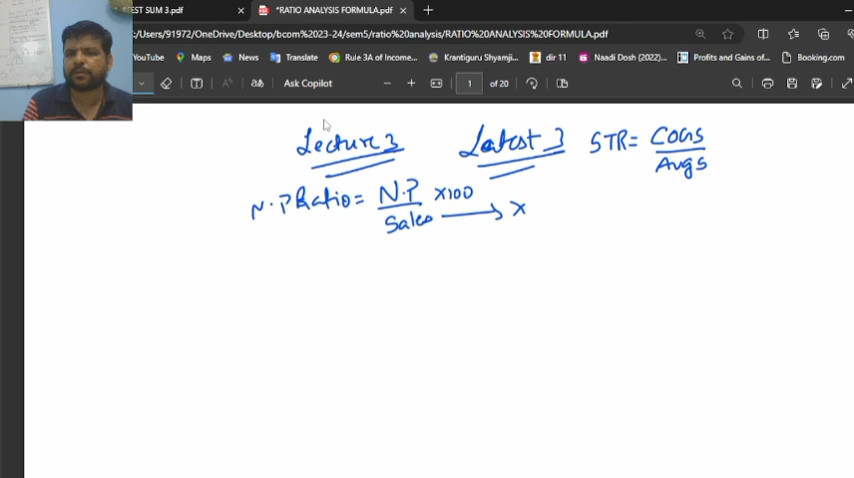 TEST SUM 3.pdf
*RATIO ANALYSIS FORMULA.pdf
:/Users/91972/OneDrive/Desktop/bcom%2023-24/sem5/ratio%20analysis/RATIO%20ANALYSIS%20FORMULA.pdf
YouTube Maps News Translate Rule 3A of Income... Krantiguru Shyamji... dir 11 Naadi Dosh (2022)... Profits and Gains of... Booking.com
Ask Copilot 1 of 20
Lecture 3 Latest 3 STR= COGS
Avgs
N.P Ratio = N.P x100
Sales → x